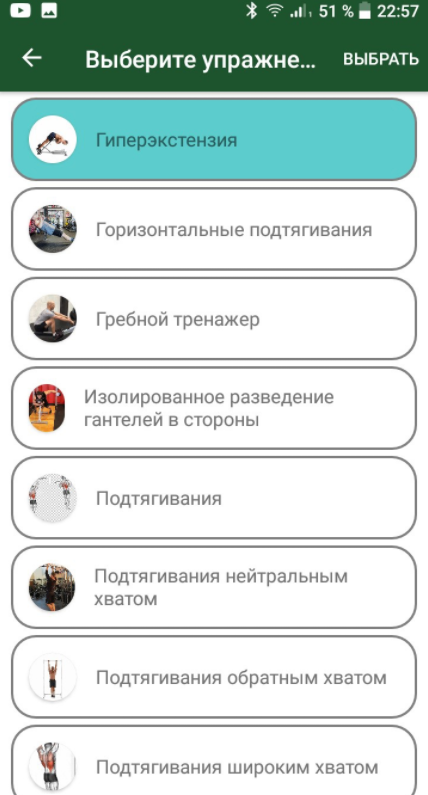 51 % 22:57
Выберите упражне... ВЫБРАТЬ
Гиперэкстензия
Горизонтальные подтягивания
Гребной тренажер
Изолированное разведение
гантелей в стороны
Подтягивания
Подтягивания нейтральным
хватом
Подтягивания обратным хватом
Подтягивания широким хватом